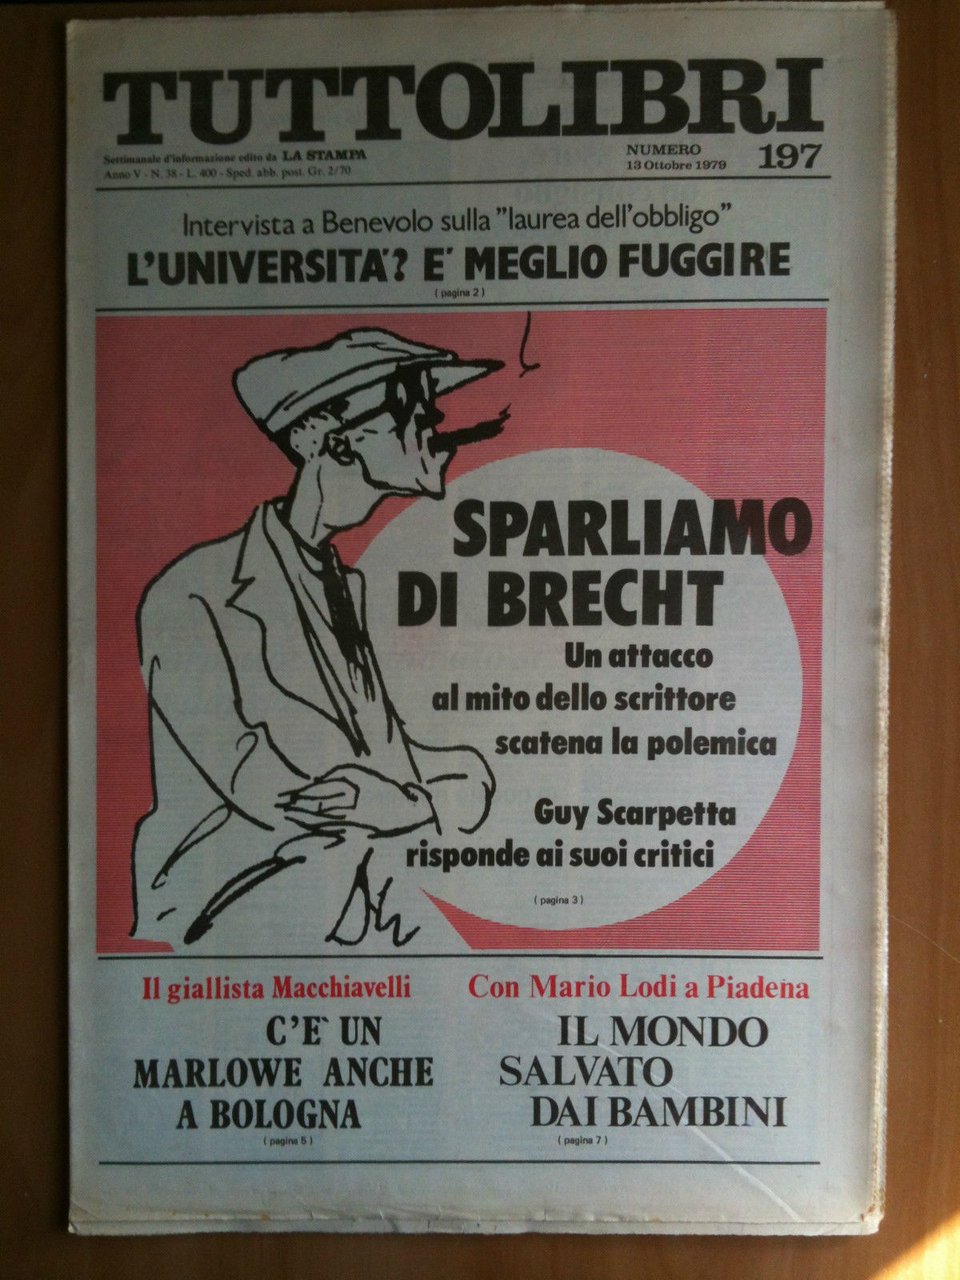 TUTTOLIBRI
Settimanale d'informazione edito da LA STAMPA
Anno V - N. 38 - L. 400 - Sped. abb. post. Gr. 2/70
NUMERO
13 Ottobre 1979
197
Intervista a Benevolo sulla "laurea dell'obbligo"
L'UNIVERSITA'? E' MEGLIO FUGGIRE
( pagina 2 )
SPARLIAMO
DI BRECHT
Un attacco
al mito dello scrittore
scatena la polemica
Guy Scarpetta
risponde ai suoi critici
( pagina 3 )
Il giallista Macchiavelli
C'E' UN
MARLOWE ANCHE
A BOLOGNA
( pagina 5 )
Con Mario Lodi a Piadena
IL MONDO
SALVATO
DAI BAMBINI
( pagina 7 )